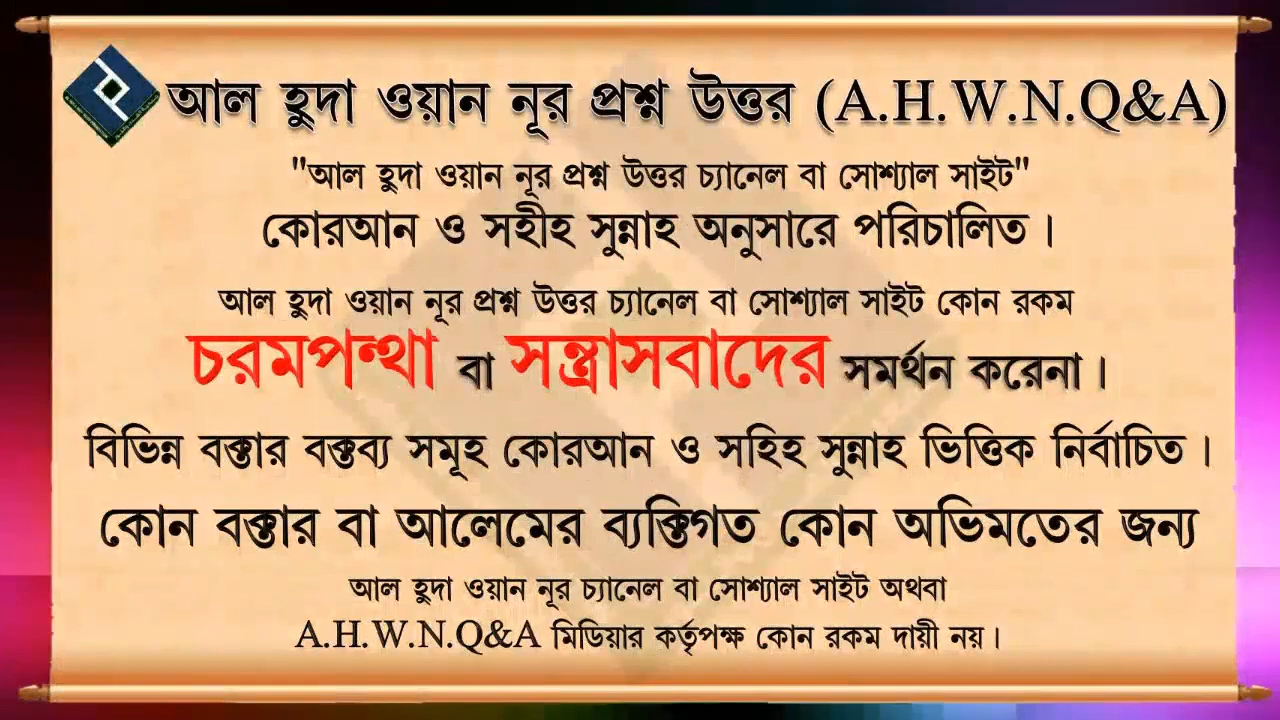 আল হুদা ওয়ান নূর প্রশ্ন উত্তর (A.H.W.N.Q&A)
"আল হুদা ওয়ান নূর প্রশ্ন উত্তর চ্যানেল বা সোশ্যাল সাইট"
কোরআন ও সহীহ সুন্নাহ অনুসারে পরিচালিত।
আল হুদা ওয়ান নূর প্রশ্ন উত্তর চ্যানেল বা সোশ্যাল সাইট কোন রকম
চরমপন্থা বা সন্ত্রাসবাদের সমর্থন করেনা।
বিভিন্ন বক্তার বক্তব্য সমূহ কোরআন ও সহিহ সুন্নাহ ভিত্তিক নির্বাচিত।
কোন বক্তার বা আলেমের ব্যক্তিগত কোন অভিমতের জন্য
আল হুদা ওয়ান নূর চ্যানেল বা সোশ্যাল সাইট অথবা
A.H.W.N.Q&A মিডিয়ার কর্তৃপক্ষ কোন রকম দায়ী নয়।